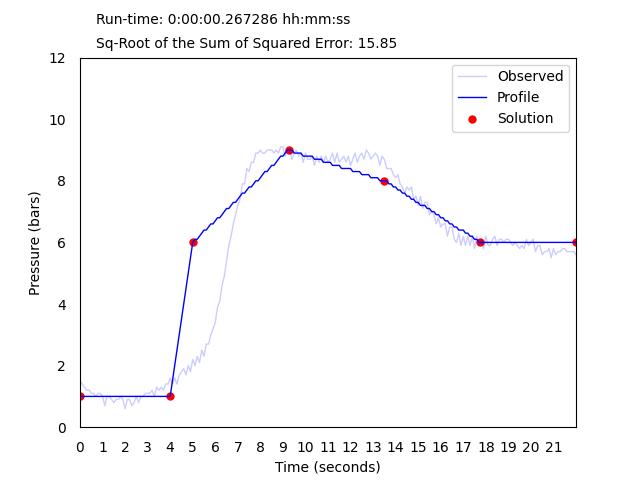 Run-time: 0:00:00.267286 hh:mm:ss
Sq-Root of the Sum of Squared Error: 15.85
12
10
8
6
4
2
0
Pressure (bars)
Observed
Profile
Solution
0 1 2 3 4 5 6 7 8 9 10 11 12 13 14 15 16 17 18 19 20 21
Time (seconds)